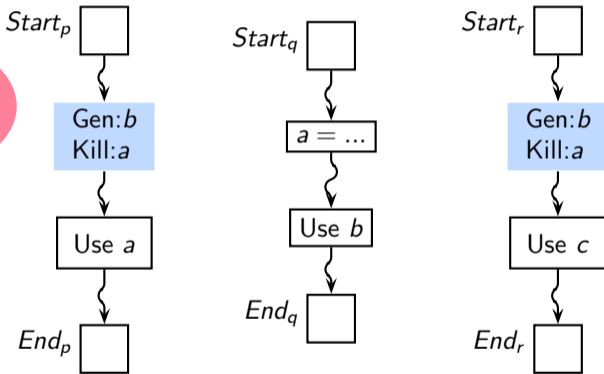 Start_p
Gen:b
Kill:a
Use a
End_p
Start_q
a = ...
Use b
End_q
Start_r
Gen:b
Kill:a
Use c
End_r